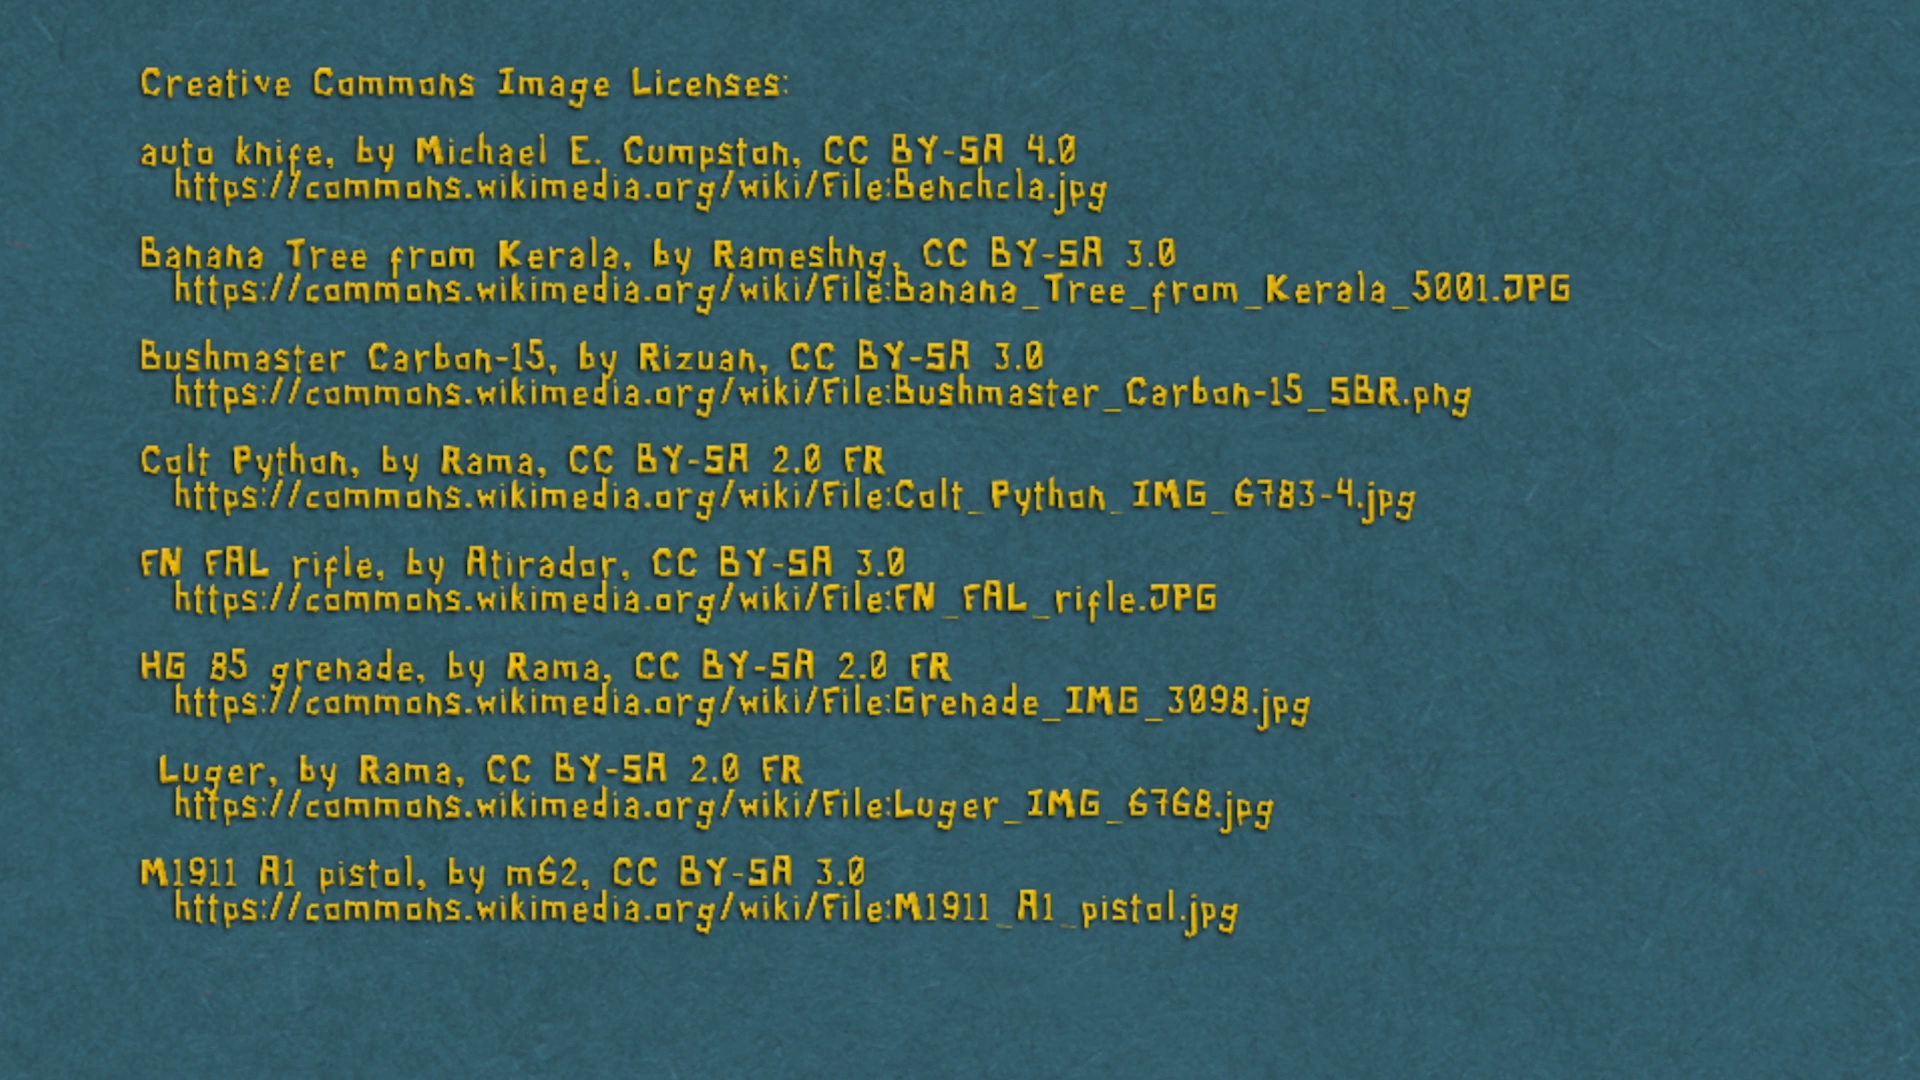 Creative Commons Image Licenses:
auto knife, by Michael E. Cumpston, CC BY-SA 4.0
https://commons.wikimedia.org/wiki/File:Benchcla.jpg
Banana Tree from Kerala, by Rameshng, CC BY-SA 3.0
https://commons.wikimedia.org/wiki/File:Banana_Tree_from_Kerala_5001.JPG
Bushmaster Carbon-15, by Rizuan, CC BY-SA 3.0
https://commons.wikimedia.org/wiki/File:Bushmaster_Carbon-15_SBR.png
Colt Python, by Rama, CC BY-SA 2.0 FR
https://commons.wikimedia.org/wiki/File:Colt_Python_IMG_6783-4.jpg
FN FAL rifle, by Atirador, CC BY-SA 3.0
https://commons.wikimedia.org/wiki/File:FN_FAL_rifle.JPG
HG 85 grenade, by Rama, CC BY-SA 2.0 FR
https://commons.wikimedia.org/wiki/File:Grenade_IMG_3098.jpg
Luger, by Rama, CC BY-SA 2.0 FR
https://commons.wikimedia.org/wiki/File:Luger_IMG_6768.jpg
M1911 A1 pistol, by m62, CC BY-SA 3.0
https://commons.wikimedia.org/wiki/File:M1911_A1_pistol.jpg